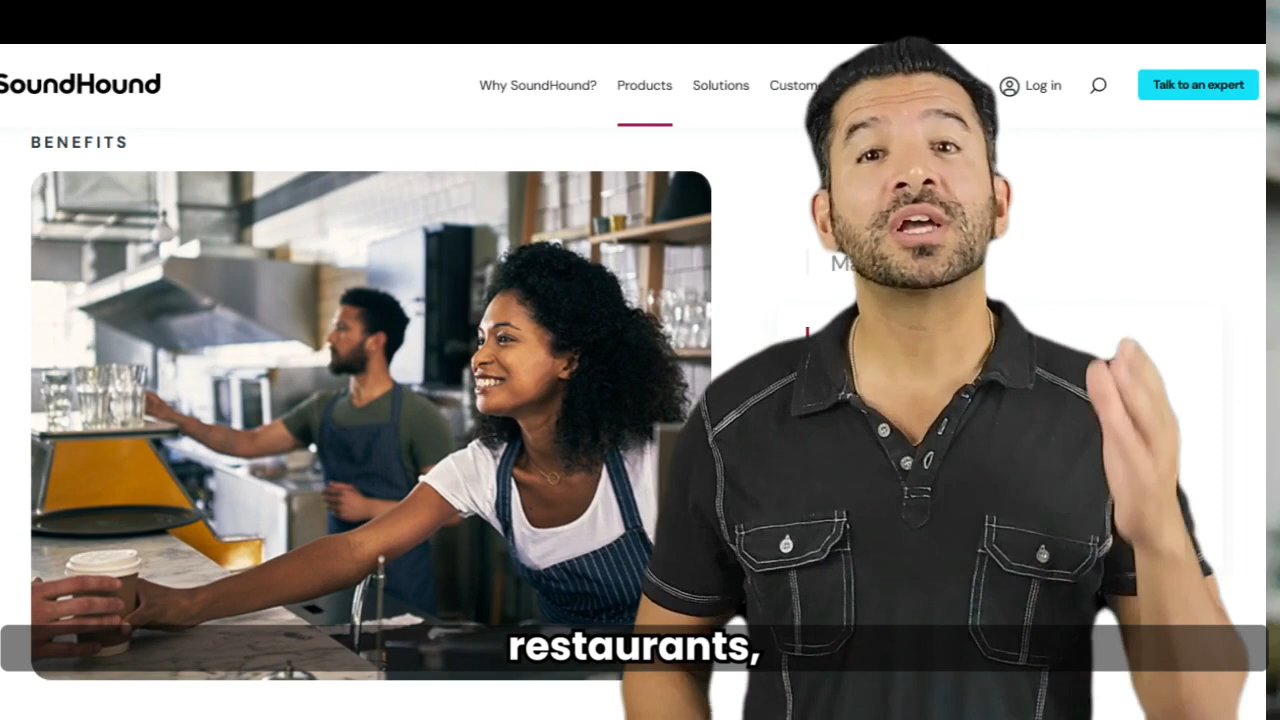 SoundHound
Why SoundHound?
Products
Solutions
Log in
Talk to an expert
BENEFITS
restaurants,